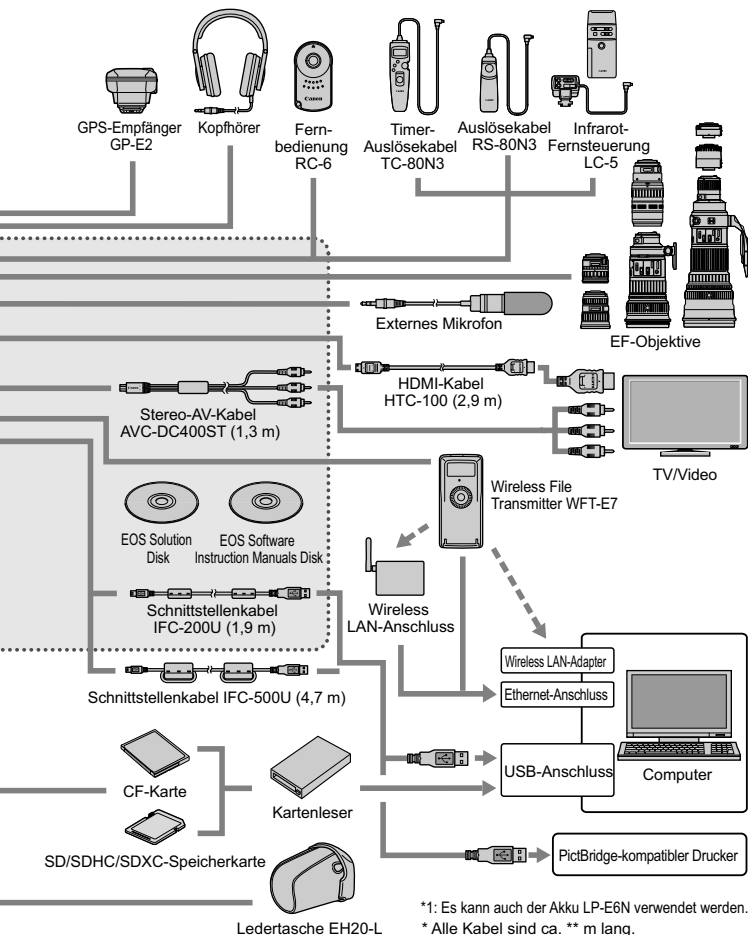 GPS-Empfänger
GP-E2
Kopfhörer
Fern-
bedienung
RC-6
Timer-
Auslösekabel
TC-80N3
Auslösekabel
RS-80N3
Infrarot-
Fernsteuerung
LC-5
Canon
Externes Mikrofon
EF-Objektive
HDMI-Kabel
HTC-100 (2,9 m)
Stereo-AV-Kabel
AVC-DC400ST (1,3 m)
TV/Video
Wireless File
Transmitter WFT-E7
EOS Solution
Disk
EOS Software
Instruction Manuals Disk
Wireless
LAN-Anschluss
Schnittstellenkabel
IFC-200U (1,9 m)
Wireless LAN-Adapter
Ethernet-Anschluss
Schnittstellenkabel IFC-500U (4,7 m)
USB-Anschluss
Computer
CF-Karte
Kartenleser
SD/SDHC/SDXC-Speicherkarte
PictBridge-kompatibler Drucker
Ledertasche EH20-L
*1: Es kann auch der Akku LP-E6N verwendet werden.
* Alle Kabel sind ca. ** m lang.